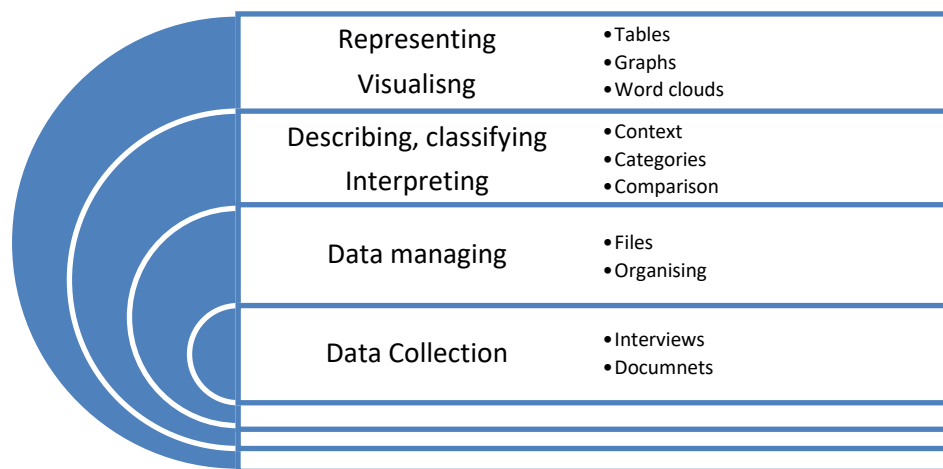 Representing
Visualisng
• Tables
• Graphs
• Word clouds
Describing, classifying
Interpreting
• Context
• Categories
• Comparison
Data managing
• Files
• Organising
Data Collection
• Interviews
• Documnets